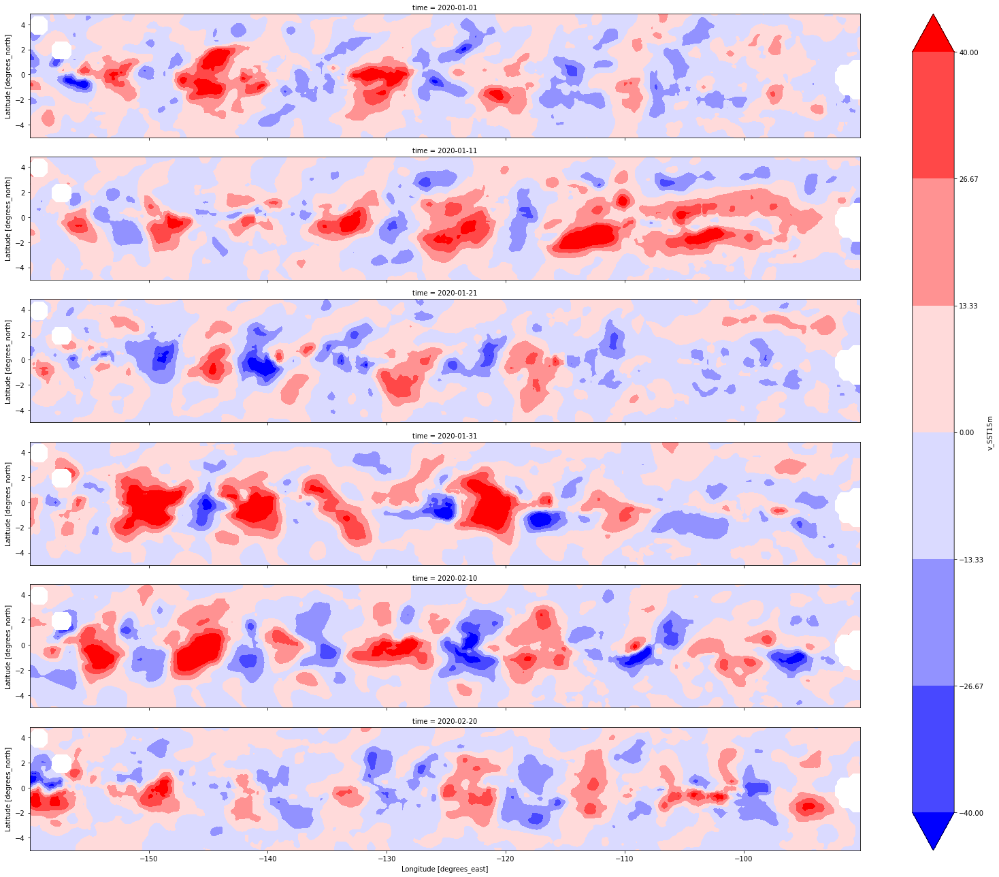 time = 2020-01-01
4
2
0
−2
−4
Latitude [degrees_north]
time = 2020-01-11
4
2
0
−2
−4
Latitude [degrees_north]
time = 2020-01-21
4
2
0
−2
−4
Latitude [degrees_north]
time = 2020-01-31
4
2
0
−2
−4
Latitude [degrees_north]
time = 2020-02-10
4
2
0
−2
−4
Latitude [degrees_north]
time = 2020-02-20
4
2
0
−2
−4
Latitude [degrees_north]
−150 −140 −130 −120 −110 −100
Longitude [degrees_east]
40.00
26.67
13.33
0.00
−13.33
−26.67
−40.00
v_SST15m